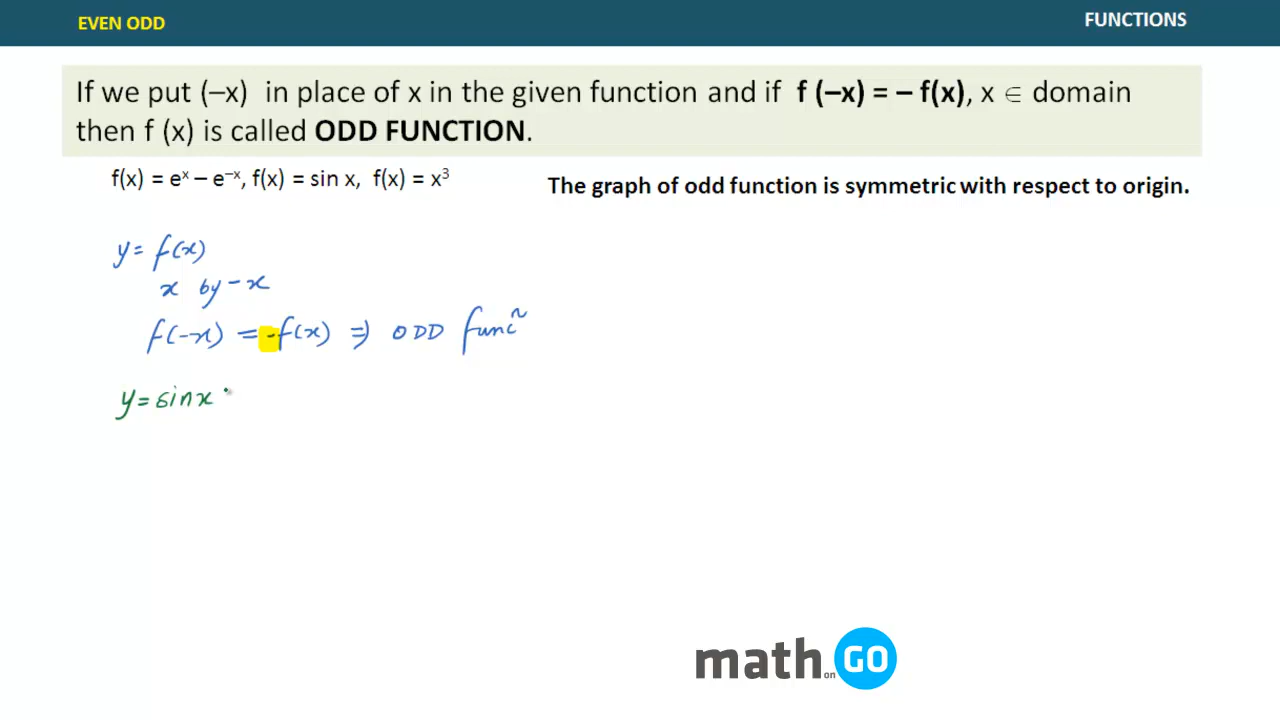 EVEN ODD
FUNCTIONS
If we put (–x) in place of x in the given function and if f (–x) = – f(x), x ∈ domain
then f (x) is called ODD FUNCTION.
f(x) = eˣ – e⁻ˣ, f(x) = sin x, f(x) = x³
The graph of odd function is symmetric with respect to origin.
y = f(x)
x by -x
f(-x) = -f(x) ⇒ ODD funcⁿ
y = sinx
math on GO